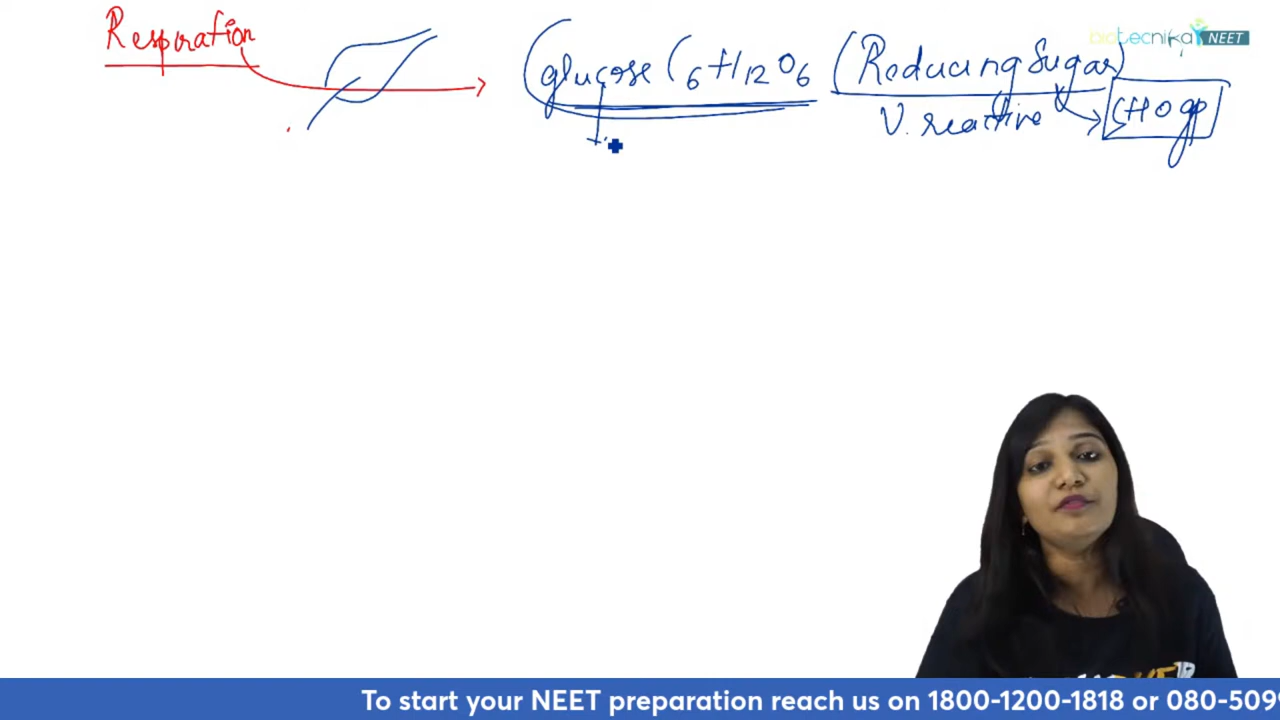 Respiration
(glucose C6H12O6 (Reducing Sugar)
V. reactive
CHO gp
biotecnika NEET
To start your NEET preparation reach us on 1800-1200-1818 or 080-509